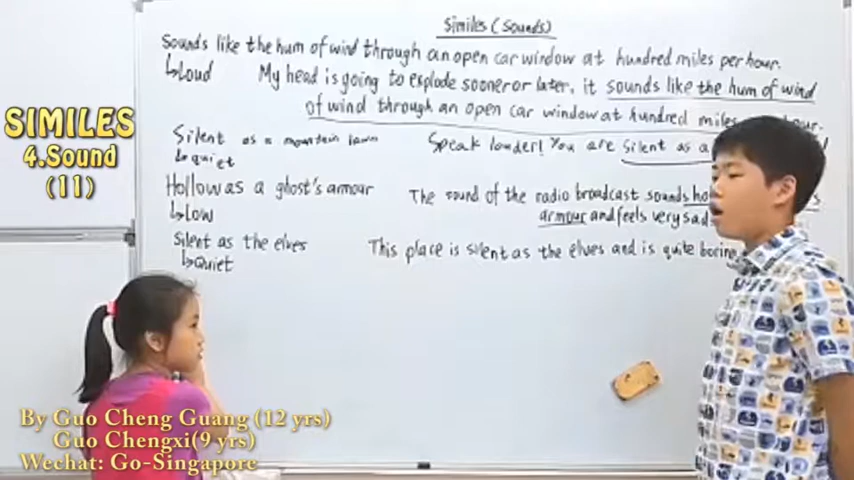 Similes (Sounds)
Sounds like the hum of wind through an open car window at hundred miles per hour.
↳Loud
My head is going to explode sooner or later, it sounds like the hum of wind
of wind through an open car window at hundred miles hour.
Silent as a mountain
↳quiet
Speak louder! You are silent as a
Hollow as a ghost's armour
↳Low
The sound of the radio broadcast sounds
armour and feels very sad
Silent as the elves
↳Quiet
This place is silent as the elves and is quite boring
SIMILES
4.Sound
(11)
By Guo Cheng Guang (12 yrs)
Guo Chengxi(9 yrs)
Wechat: Go-Singapore